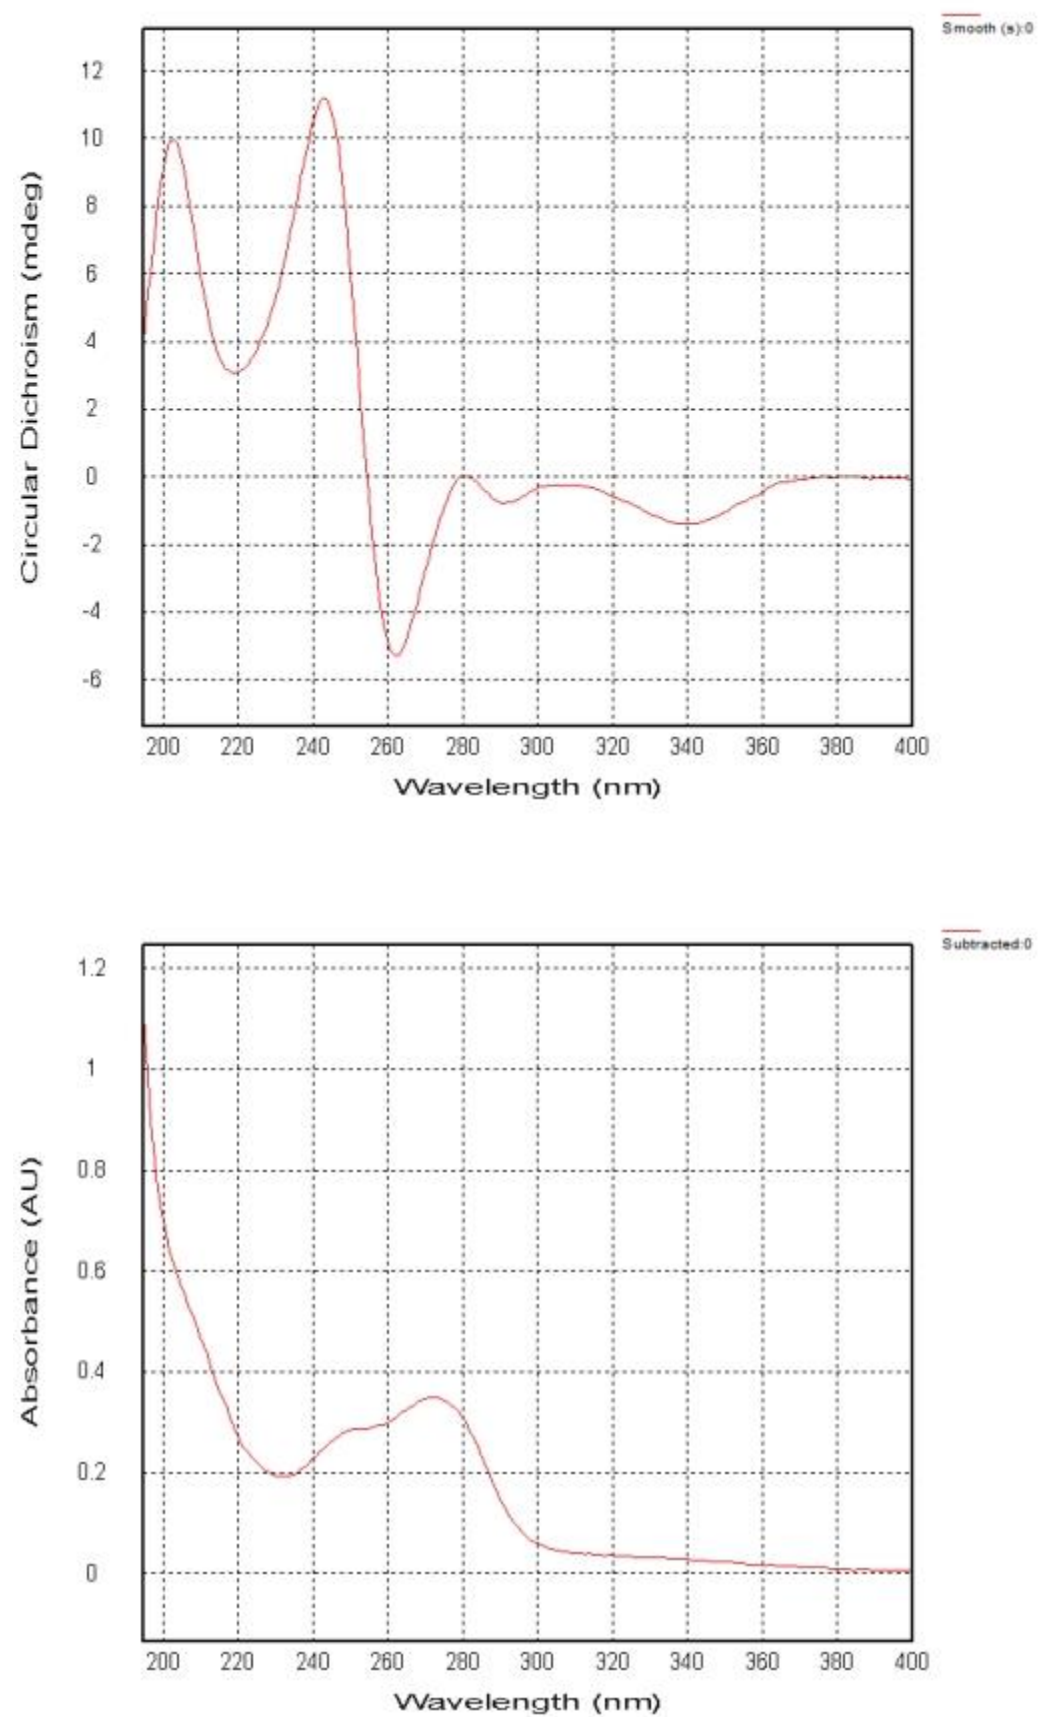 Smooth (s):0
12
10
8
6
4
2
0
-2
-4
-6
Circular Dichroism (mdeg)
200 220 240 260 280 300 320 340 360 380 400
Wavelength (nm)
Subtracted:0
1.2
1
0.8
0.6
0.4
0.2
0
Absorbance (AU)
200 220 240 260 280 300 320 340 360 380 400
Wavelength (nm)